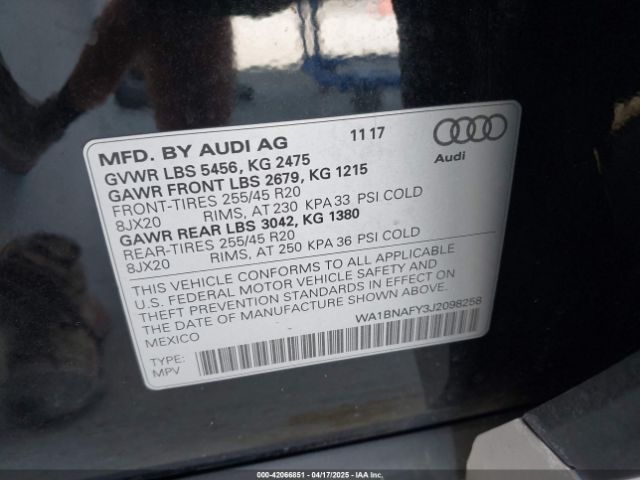 MFD. BY AUDI AG 11 17
GVWR LBS 5456, KG 2475
Audi
GAWR FRONT LBS 2679, KG 1215
FRONT-TIRES 255/45 R20
8JX20 RIMS, AT 230 KPA 33 PSI COLD
GAWR REAR LBS 3042, KG 1380
REAR-TIRES 255/45 R20
8JX20 RIMS, AT 250 KPA 36 PSI COLD
THIS VEHICLE CONFORMS TO ALL APPLICABLE
U.S. FEDERAL MOTOR VEHICLE SAFETY AND
THEFT PREVENTION STANDARDS IN EFFECT ON
THE DATE OF MANUFACTURE SHOWN ABOVE.
MEXICO WA1BNAFY3J2098258
TYPE:
MPV
000-42066851 - 04/17/2025 - IAA Inc.